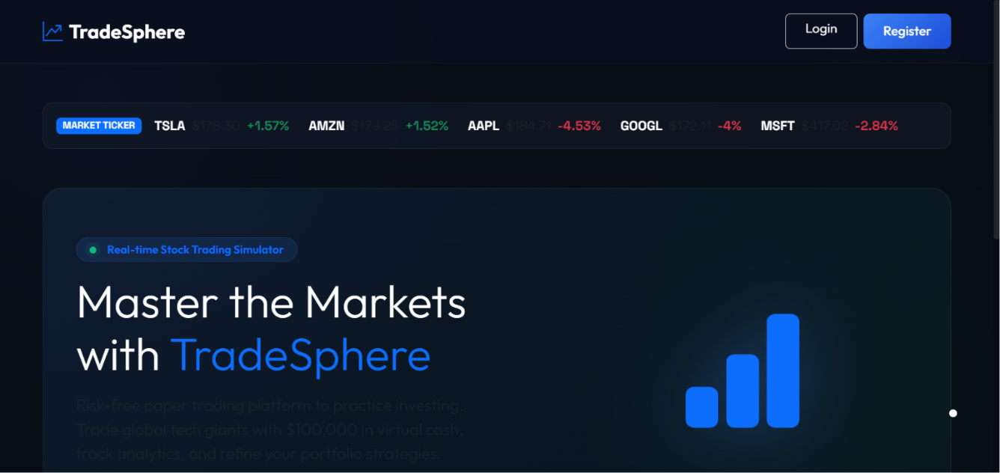 TradeSphere
Login
Register
MARKET TICKER TSLA $178.30 +1.57% AMZN $179.25 +1.52% AAPL $184.71 -4.53% GOOGL $172.11 -4% MSFT $417.02 -2.84%
Real-time Stock Trading Simulator
Master the Markets
with TradeSphere
Risk-free paper trading platform to practice investing.
Trade global tech giants with $100,000 in virtual cash,
track analytics, and refine your portfolio strategies.